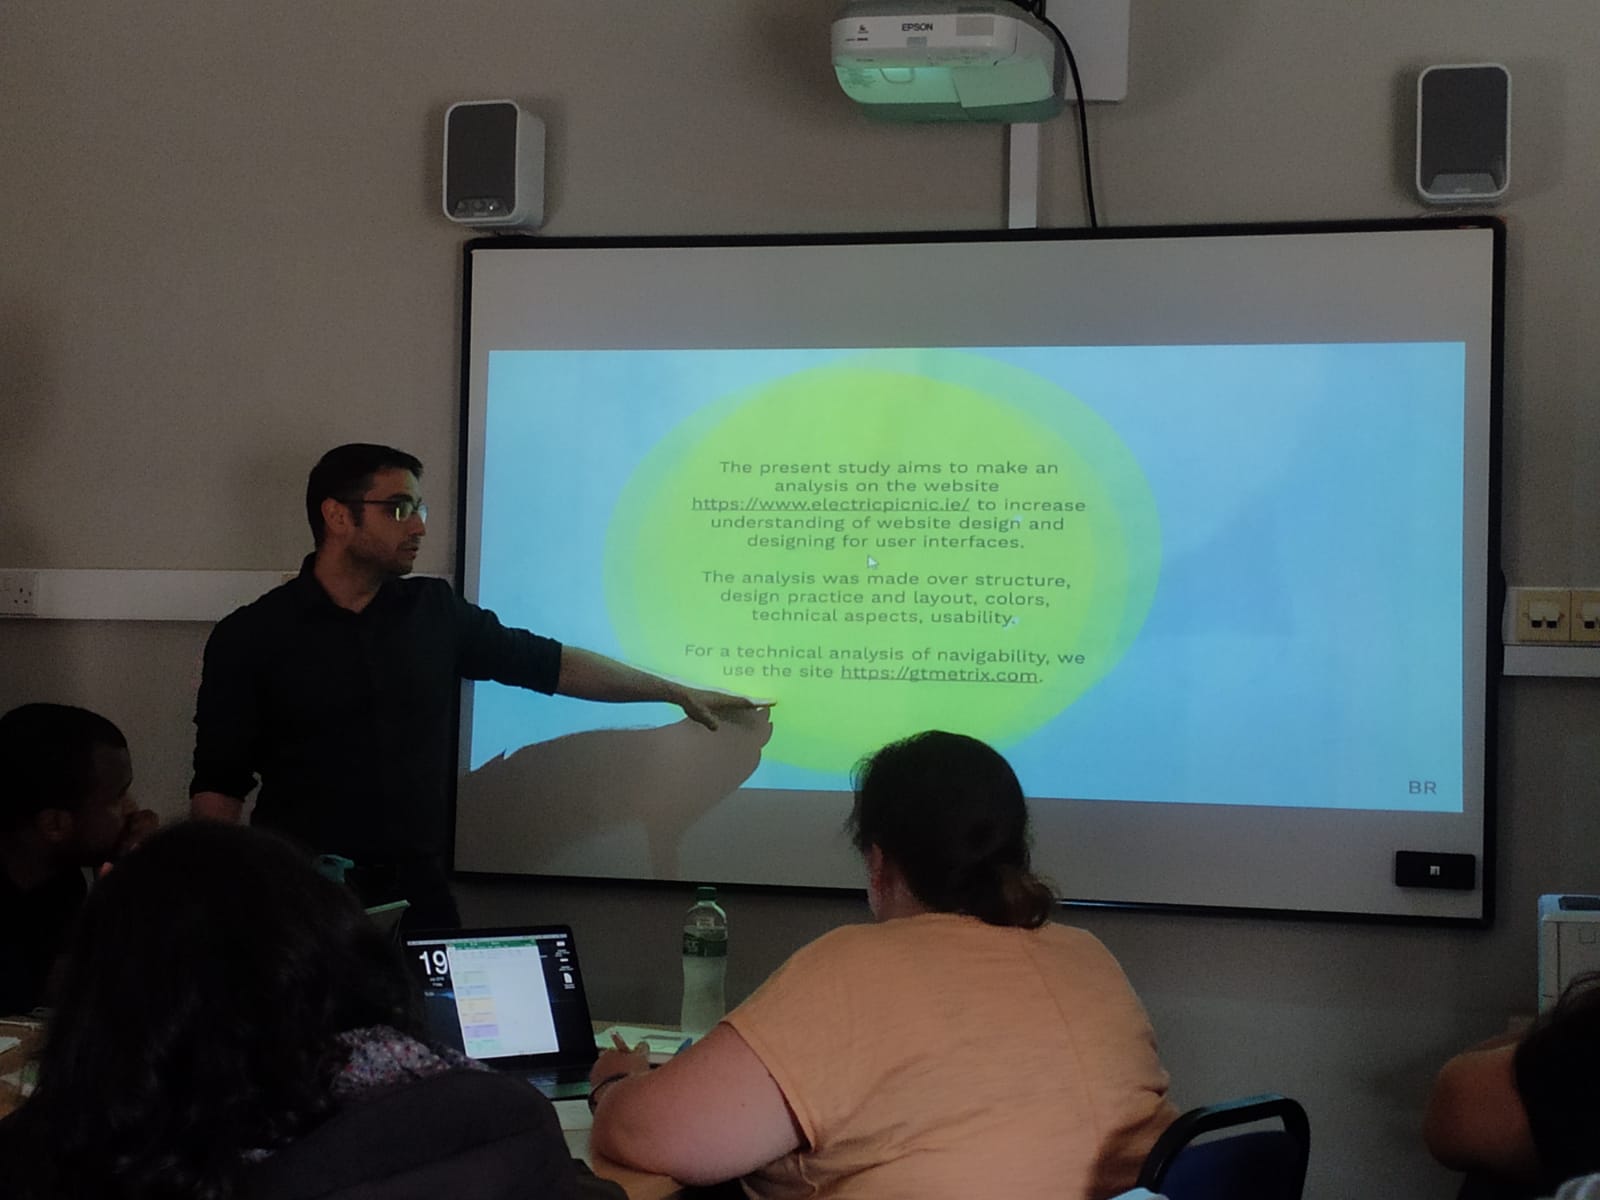 EPSON
The present study aims to make an
analysis on the website
https://www.electricpicnic.ie/ to increase
understanding of website design and
designing for user interfaces.
The analysis was made over structure,
design practice and layout, colors,
technical aspects, usability.
For a technical analysis of navigability, we
use the site https://gtmetrix.com.
BR
19